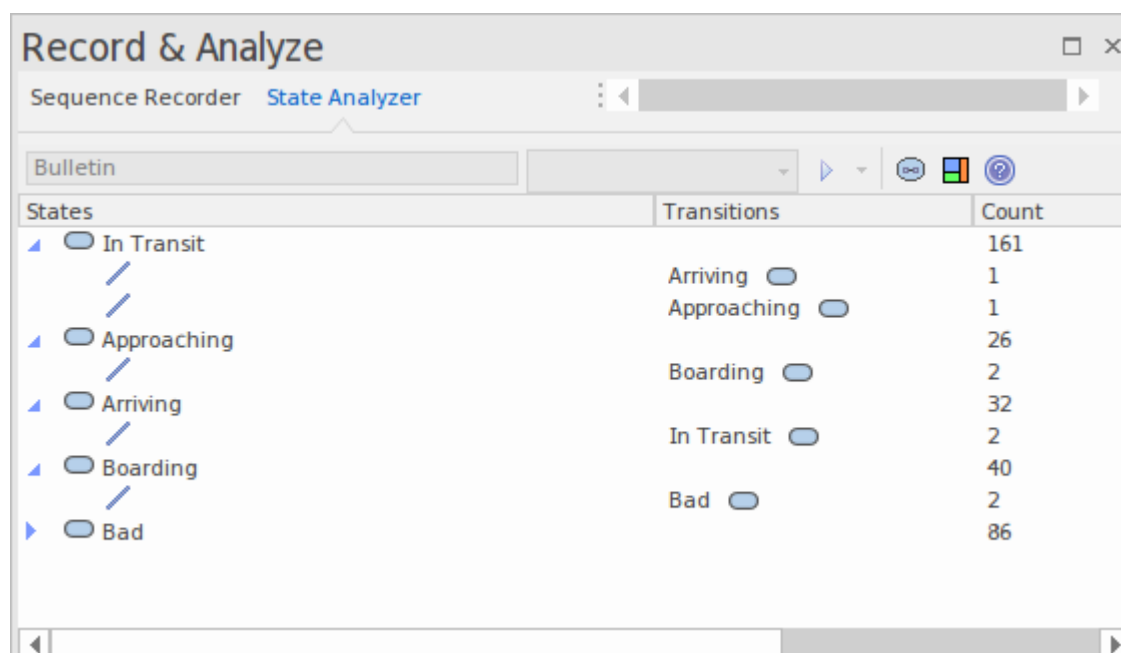 Record & Analyze
Sequence Recorder State Analyzer
Bulletin
States Transitions Count
In Transit 161
Arriving 1
Approaching 1
Approaching 26
Boarding 2
Arriving 32
In Transit 2
Boarding 40
Bad 2
Bad 86